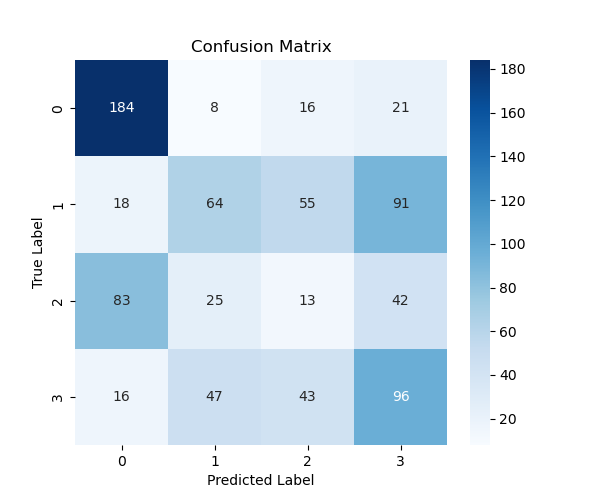 Confusion Matrix
True Label
0 184 8 16 21
1 18 64 55 91
2 83 25 13 42
3 16 47 43 96
0 1 2 3
Predicted Label
180
160
140
120
100
80
60
40
20